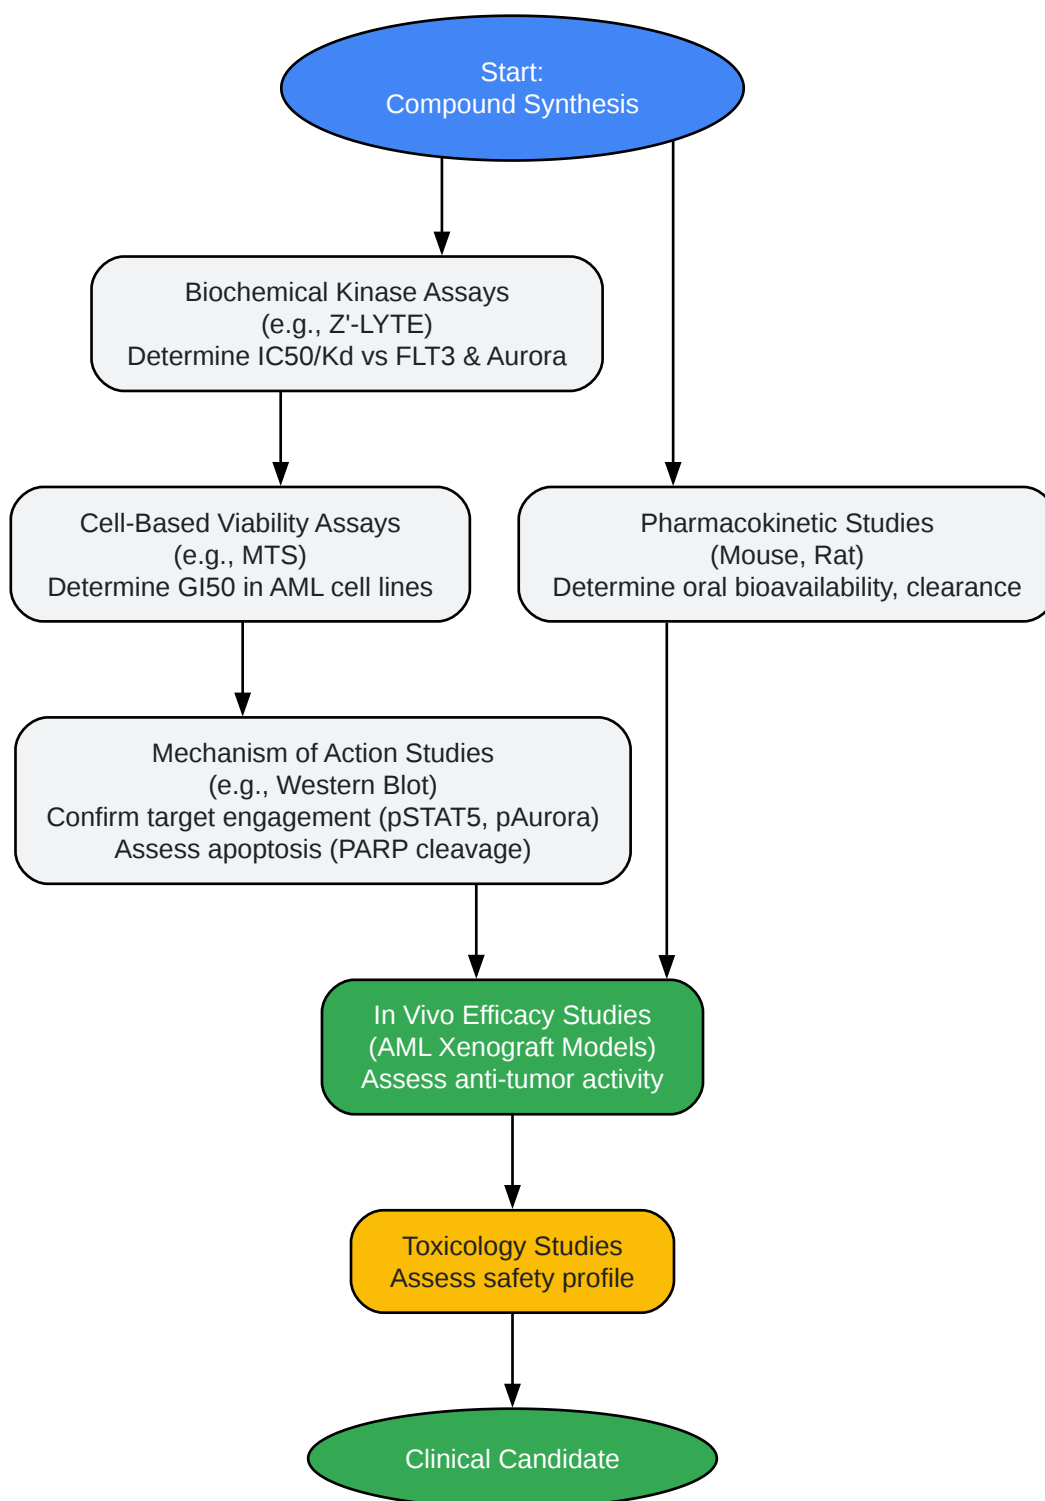 Start:
Compound Synthesis
Biochemical Kinase Assays
(e.g., Z'-LYTE)
Determine IC50/Kd vs FLT3 & Aurora
Cell-Based Viability Assays
(e.g., MTS)
Determine GI50 in AML cell lines
Pharmacokinetic Studies
(Mouse, Rat)
Determine oral bioavailability, clearance
Mechanism of Action Studies
(e.g., Western Blot)
Confirm target engagement (pSTAT5, pAurora)
Assess apoptosis (PARP cleavage)
In Vivo Efficacy Studies
(AML Xenograft Models)
Assess anti-tumor activity
Toxicology Studies
Assess safety profile
Clinical Candidate